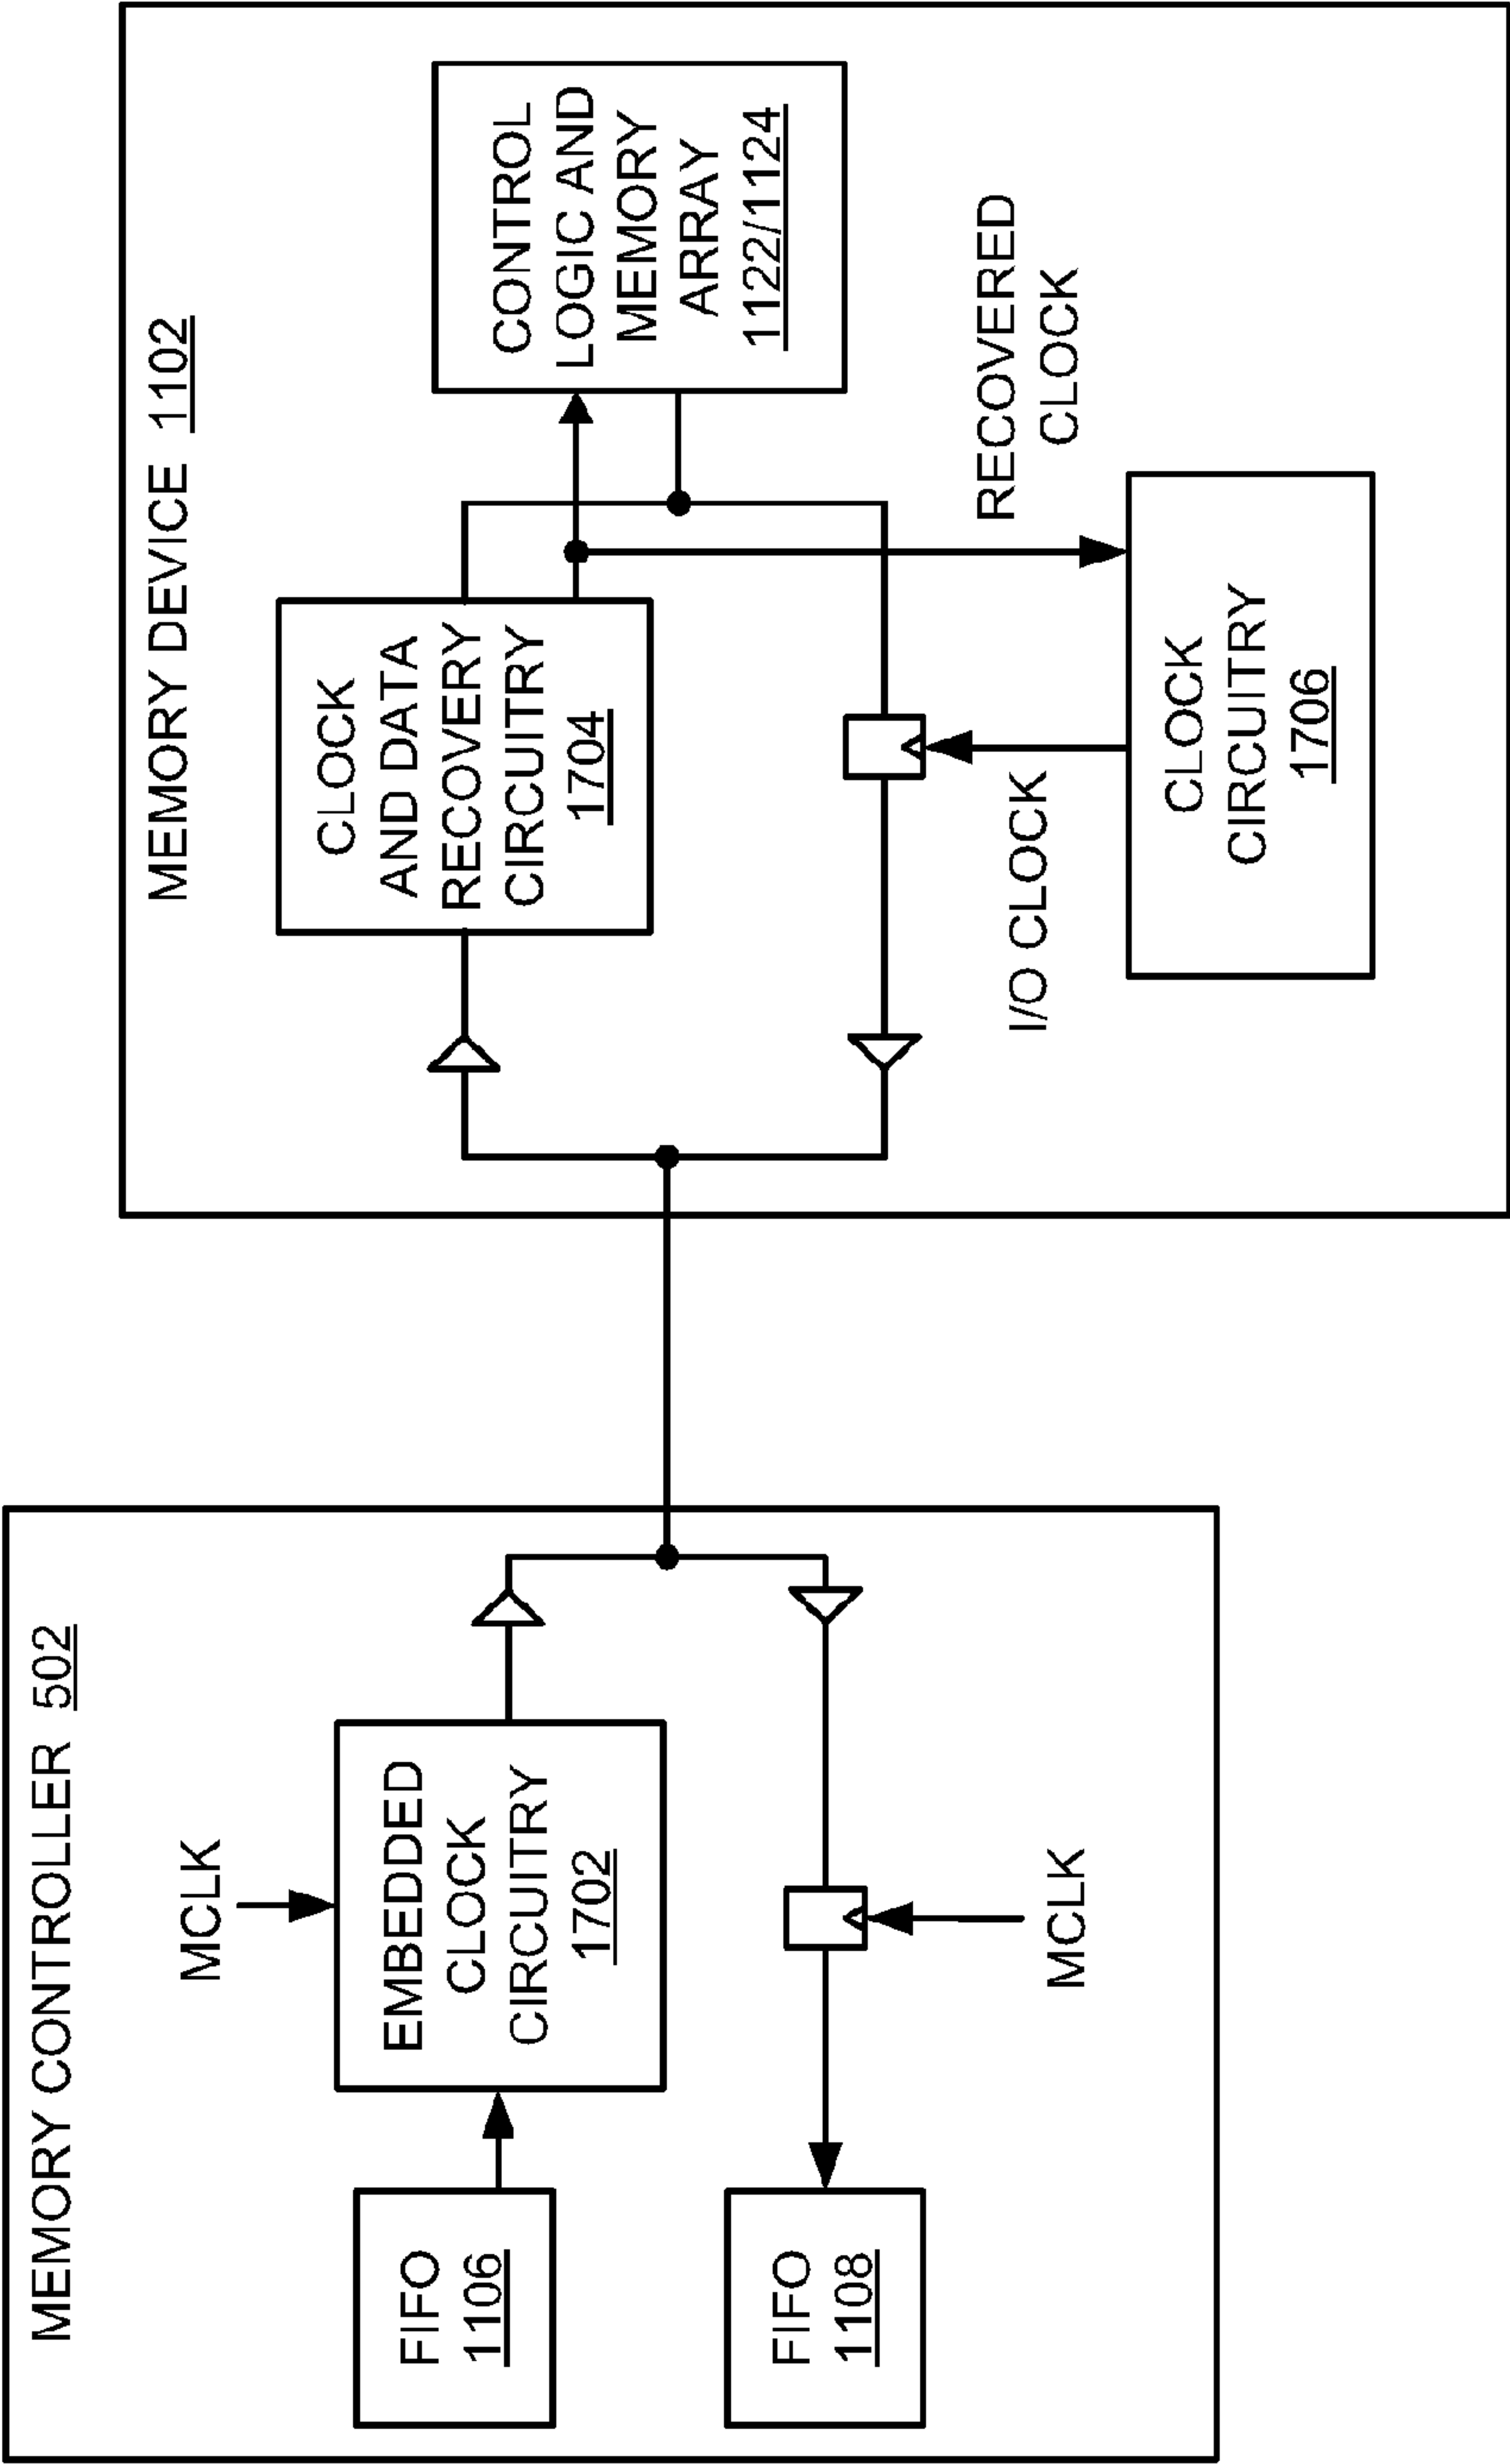 MEMORY CONTROLLER 502
MCLK
EMBEDDED
CLOCK
CIRCUITRY
1702
FIFO
1106
FIFO
1108
MCLK
MEMORY DEVICE 1102
CLOCK
AND DATA
RECOVERY
CIRCUITRY
1704
CONTROL
LOGIC AND
MEMORY
ARRAY
1122/1124
RECOVERED
CLOCK
I/O CLOCK
CLOCK
CIRCUITRY
1706